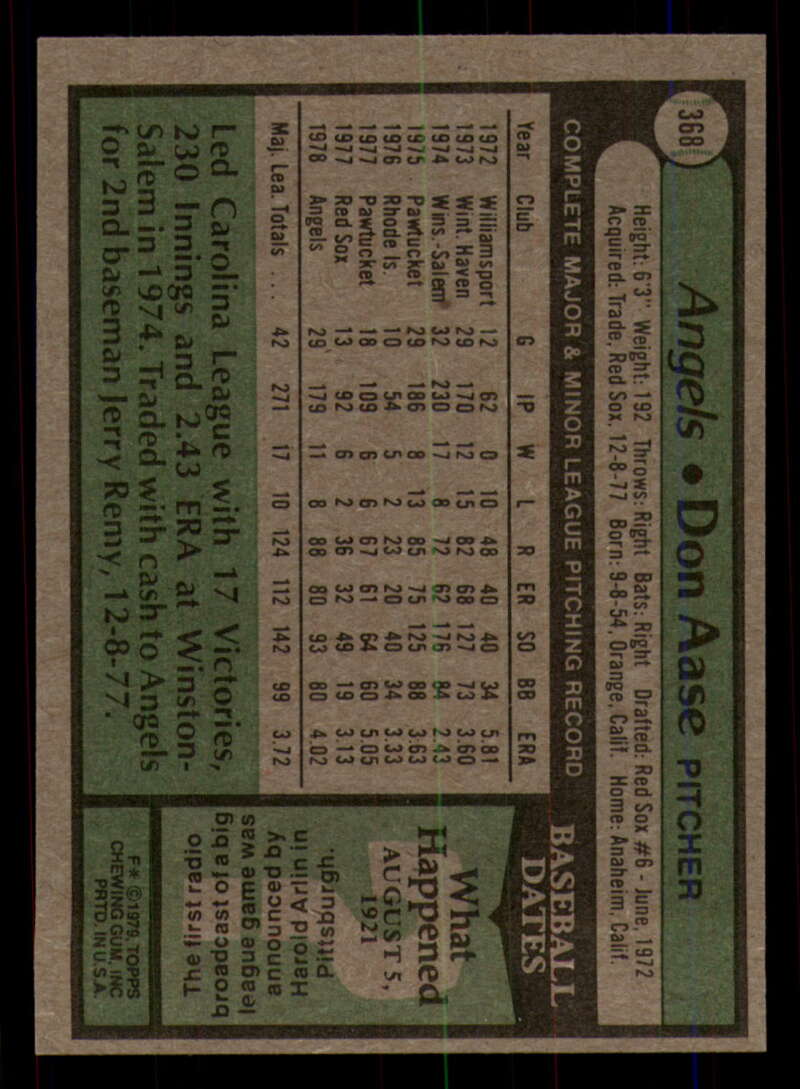 368
Angels • Don Aase PITCHER
Height: 6'3" Weight: 192 Throws: Right Bats: Right Drafted: Red Sox #6 - June, 1972
Acquired: Trade, Red Sox, 12-8-77 Born: 9-8-54, Orange, Calif. Home: Anaheim, Calif.
COMPLETE MAJOR & MINOR LEAGUE PITCHING RECORD
Year Club G IP W L R ER SO BB ERA
1972 Williamsport 12 62 0 10 48 40 40 34 5.81
1973 Wint. Haven 29 170 12 15 82 68 127 73 3.60
1974 Wins.-Salem 32 230 17 8 72 62 176 84 2.43
1975 Pawtucket 29 186 8 13 85 75 125 88 3.63
1976 Rhode Is. 10 54 5 2 23 20 40 34 3.33
1977 Pawtucket 18 109 6 6 67 61 64 60 5.05
1977 Red Sox 13 92 6 2 36 32 49 19 3.13
1978 Angels 29 179 11 8 88 80 93 80 4.02
Maj. Lea. Totals .... 42 271 17 10 124 112 142 99 3.72
Led Carolina League with 17 Victories,
230 Innings and 2.43 ERA at Winston-
Salem in 1974. Traded with cash to Angels
for 2nd baseman Jerry Remy, 12-8-77.
BASEBALL
DATES
What
Happened
AUGUST 5,
1921
The first radio
broadcast of a big
league game was
announced by
Harold Arlin in
Pittsburgh.
F* ©1979, TOPPS
CHEWING GUM, INC
PRTD. IN U.S.A.